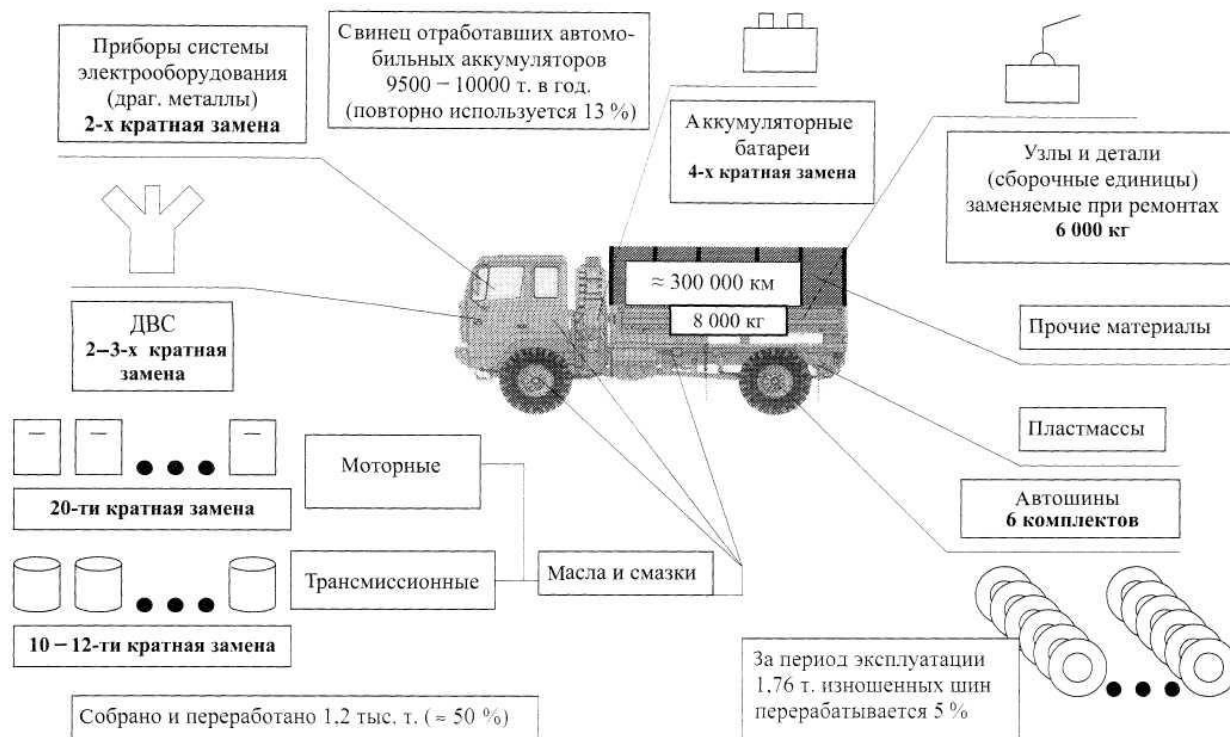 Приборы системы
электрооборудования
(драг. металлы)
2-х кратная замена
Свинец отработавших автомо-
бильных аккумуляторов
9500 – 10000 т. в год.
(повторно используется 13 %)
Аккумуляторные
батареи
4-х кратная замена
Узлы и детали
(сборочные единицы)
заменяемые при ремонтах
6 000 кг
≈ 300 000 км
8 000 кг
ДВС
2–3-х кратная
замена
Прочие материалы
Пластмассы
Автошины
6 комплектов
Моторные
20-ти кратная замена
Трансмиссионные
Масла и смазки
10 – 12-ти кратная замена
За период эксплуатации
1,76 т. изношенных шин
перерабатывается 5 %
Собрано и переработано 1,2 тыс. т. ( ≈ 50 %)